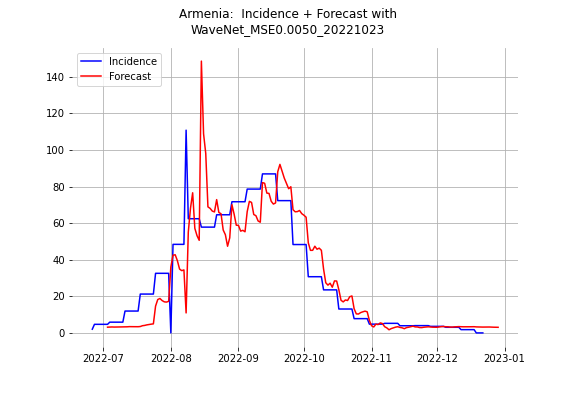 Armenia:  Incidence + Forecast with
WaveNet_MSE0.0050_20221023
Incidence
Forecast
140
120
100
80
60
40
20
0
2022-07 2022-08 2022-09 2022-10 2022-11 2022-12 2023-01